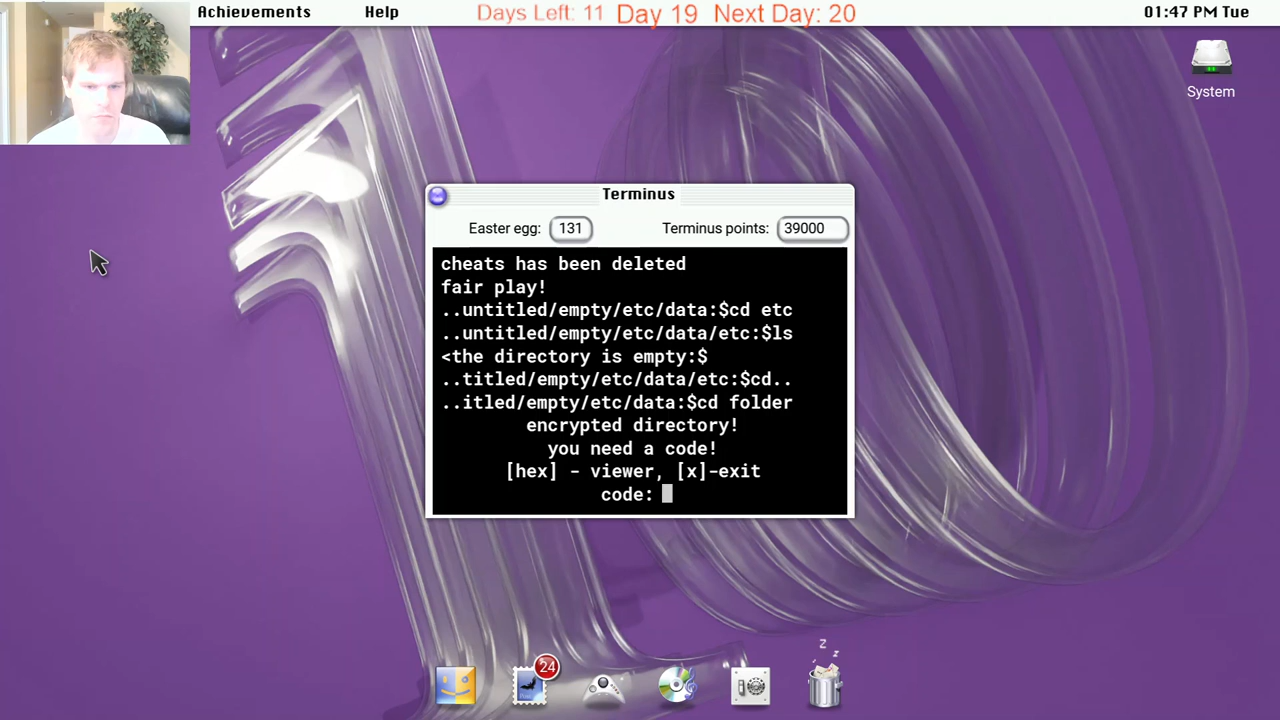 Achievements Help Days Left: 11 Day 19 Next Day: 20 01:47 PM Tue
System
Terminus
Easter egg: 131 Terminus points: 39000
cheats has been deleted
fair play!
..untitled/empty/etc/data:$cd etc
..untitled/empty/etc/data/etc:$ls
<the directory is empty:$
..titled/empty/etc/data/etc:$cd..
..itled/empty/etc/data:$cd folder
encrypted directory!
you need a code!
[hex] - viewer, [x]-exit
code:
z
z
24